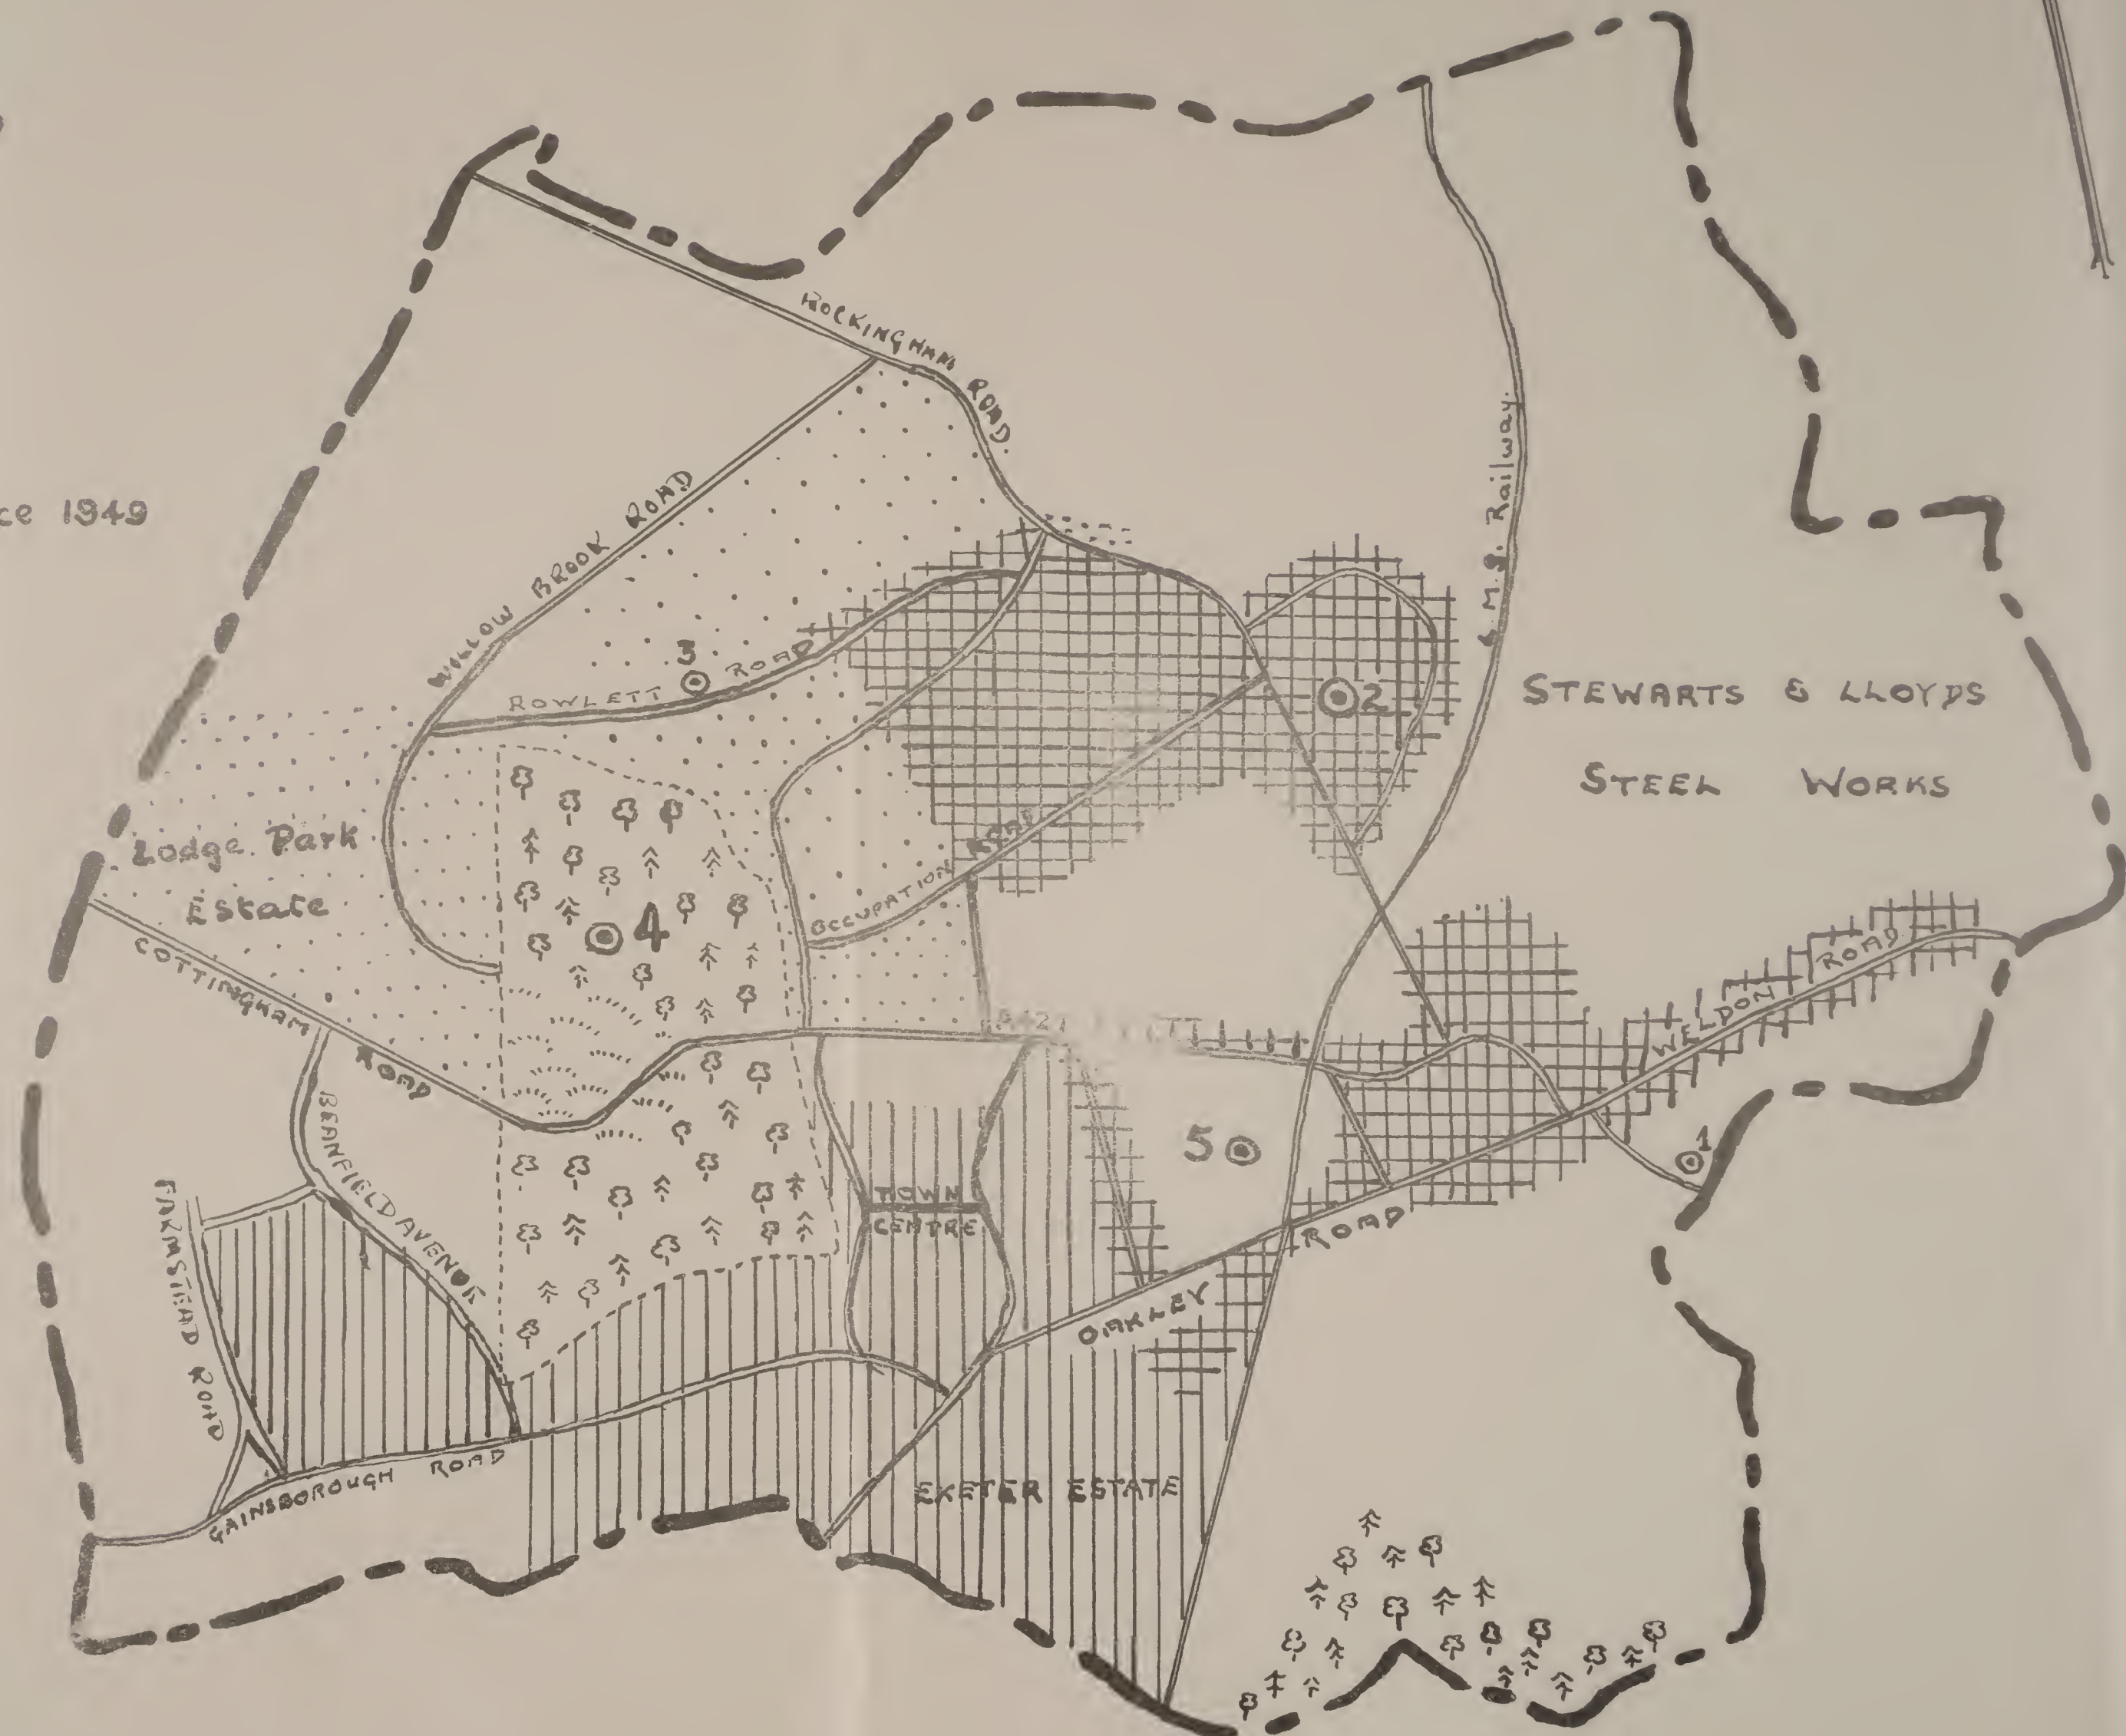 ROCKINGHAM ROAD.
L.M.S. Railway.
1949
WILLOW BROOK ROAD
3
ROWLETT ROAD
2
STEWARTS & LLOYDS
STEEL WORKS
Lodge Park
Estate
4
OCCUPATION ROAD
COTTINGHAM ROAD
WELDON ROAD
BEANFIELD AVENUE
5
1
TOWN
CENTRE
FARMSTEAD ROAD
OAKLEY ROAD
GAINSBOROUGH ROAD
EXETER ESTATE